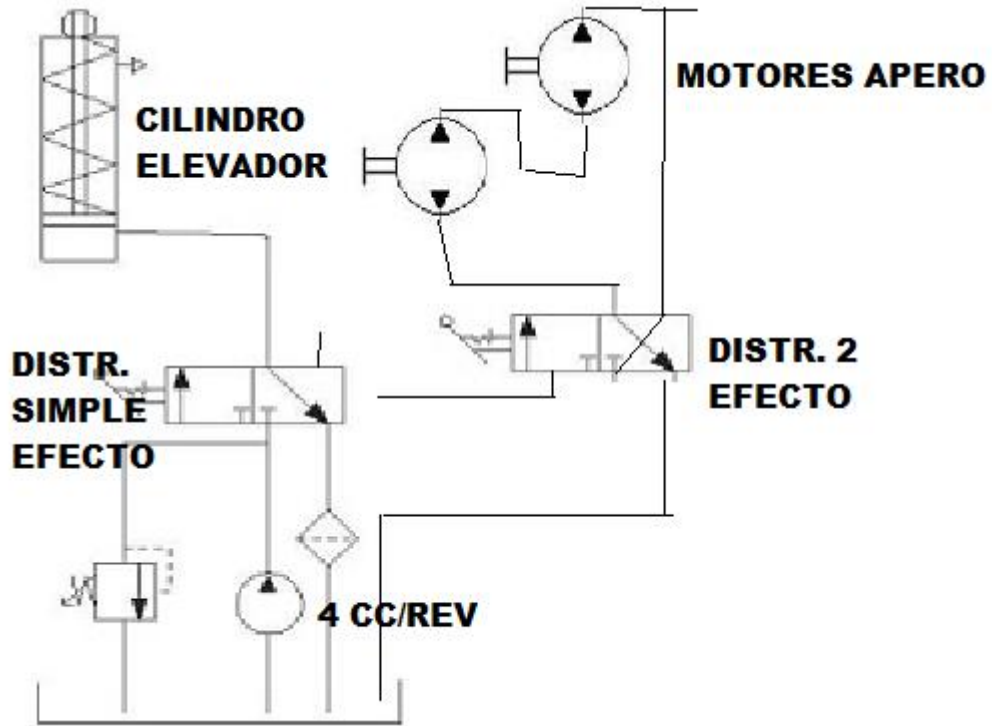 MOTORES APERO
CILINDRO
ELEVADOR
DISTR.
SIMPLE
EFECTO
DISTR. 2
EFECTO
4 CC/REV